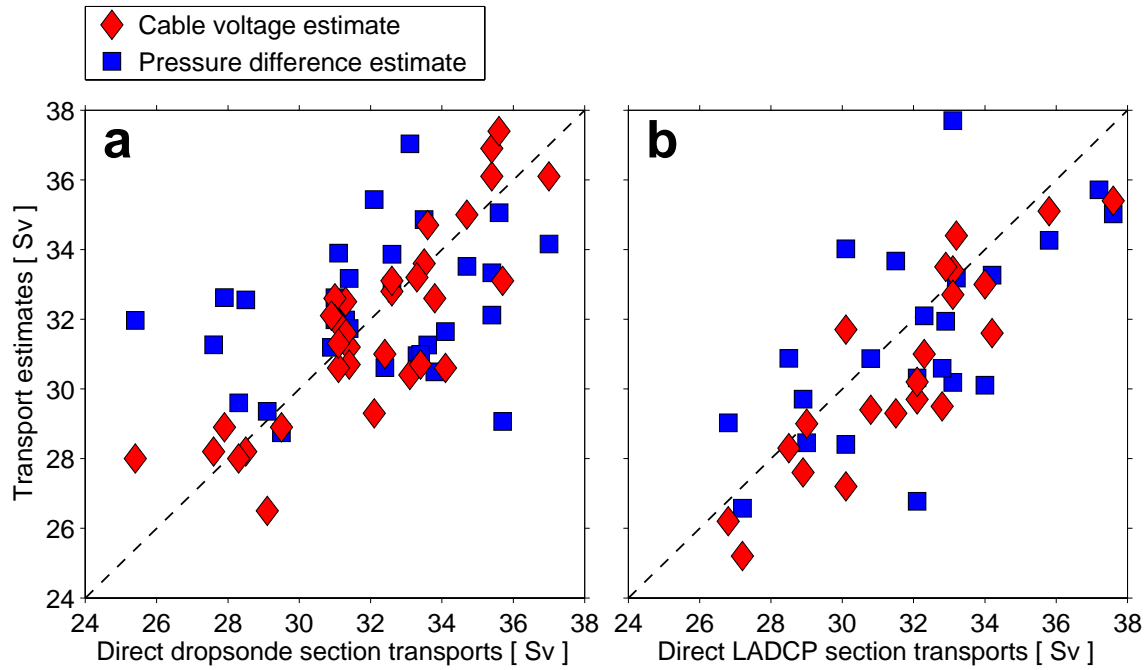 Cable voltage estimate
Pressure difference estimate
a
b
Transport estimates [ Sv ]
38
36
34
32
30
28
26
24
24 26 28 30 32 34 36 38
24 26 28 30 32 34 36 38
Direct dropsonde section transports [ Sv ]
Direct LADCP section transports [ Sv ]